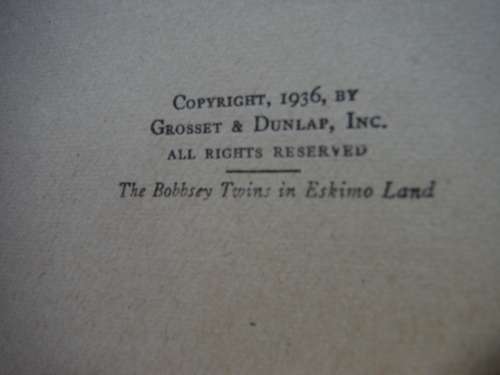 COPYRIGHT, 1936, BY
GROSSET & DUNLAP, INC.
ALL RIGHTS RESERVED
The Bobbsey Twins in Eskimo Land